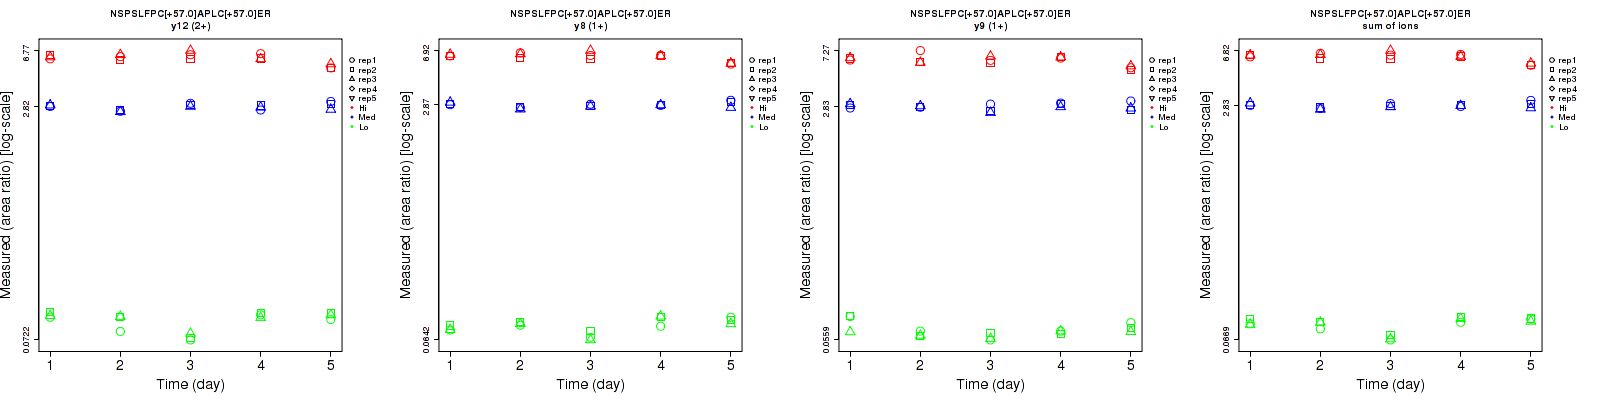 NSPSLFPC[+57.0]APLC[+57.0]ER
y12 (2+)
Measured (area ratio) [log-scale]
6.77
2.82
0.0722
1 2 3 4 5
Time (day)
rep1
rep2
rep3
rep4
rep5
Hi
Med
Lo
NSPSLFPC[+57.0]APLC[+57.0]ER
y8 (1+)
Measured (area ratio) [log-scale]
6.92
2.87
0.0642
1 2 3 4 5
Time (day)
rep1
rep2
rep3
rep4
rep5
Hi
Med
Lo
NSPSLFPC[+57.0]APLC[+57.0]ER
y9 (1+)
Measured (area ratio) [log-scale]
7.27
2.83
0.0559
1 2 3 4 5
Time (day)
rep1
rep2
rep3
rep4
rep5
Hi
Med
Lo
NSPSLFPC[+57.0]APLC[+57.0]ER
sum of ions
Measured (area ratio) [log-scale]
6.82
2.83
0.0669
1 2 3 4 5
Time (day)
rep1
rep2
rep3
rep4
rep5
Hi
Med
Lo